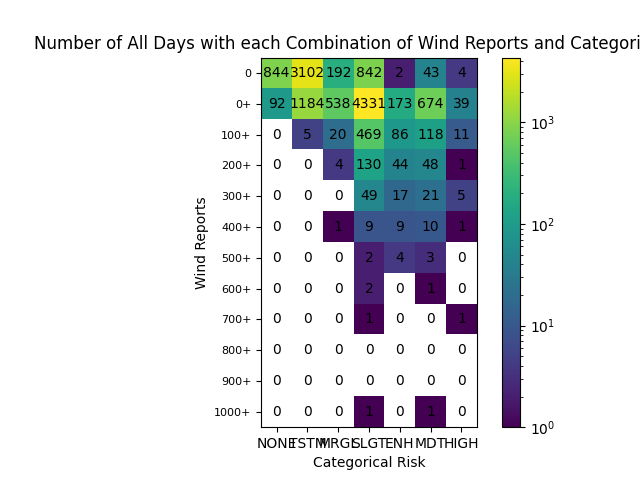 Number of All Days with each Combination of Wind Reports and Categori
0 844 3102 192 842 2 43 4
0+ 92 1184 538 4331 173 674 39
100+ 0 5 20 469 86 118 11
200+ 0 0 4 130 44 48 1
300+ 0 0 0 49 17 21 5
400+ 0 0 1 9 9 10 1
500+ 0 0 0 2 4 3 0
600+ 0 0 0 2 0 1 0
700+ 0 0 0 1 0 0 1
800+ 0 0 0 0 0 0 0
900+ 0 0 0 0 0 0 0
1000+ 0 0 0 1 0 1 0
NONE TSTM MRGL SLGT ENH MDT HIGH
Categorical Risk
Wind Reports
10³
10²
10¹
10⁰